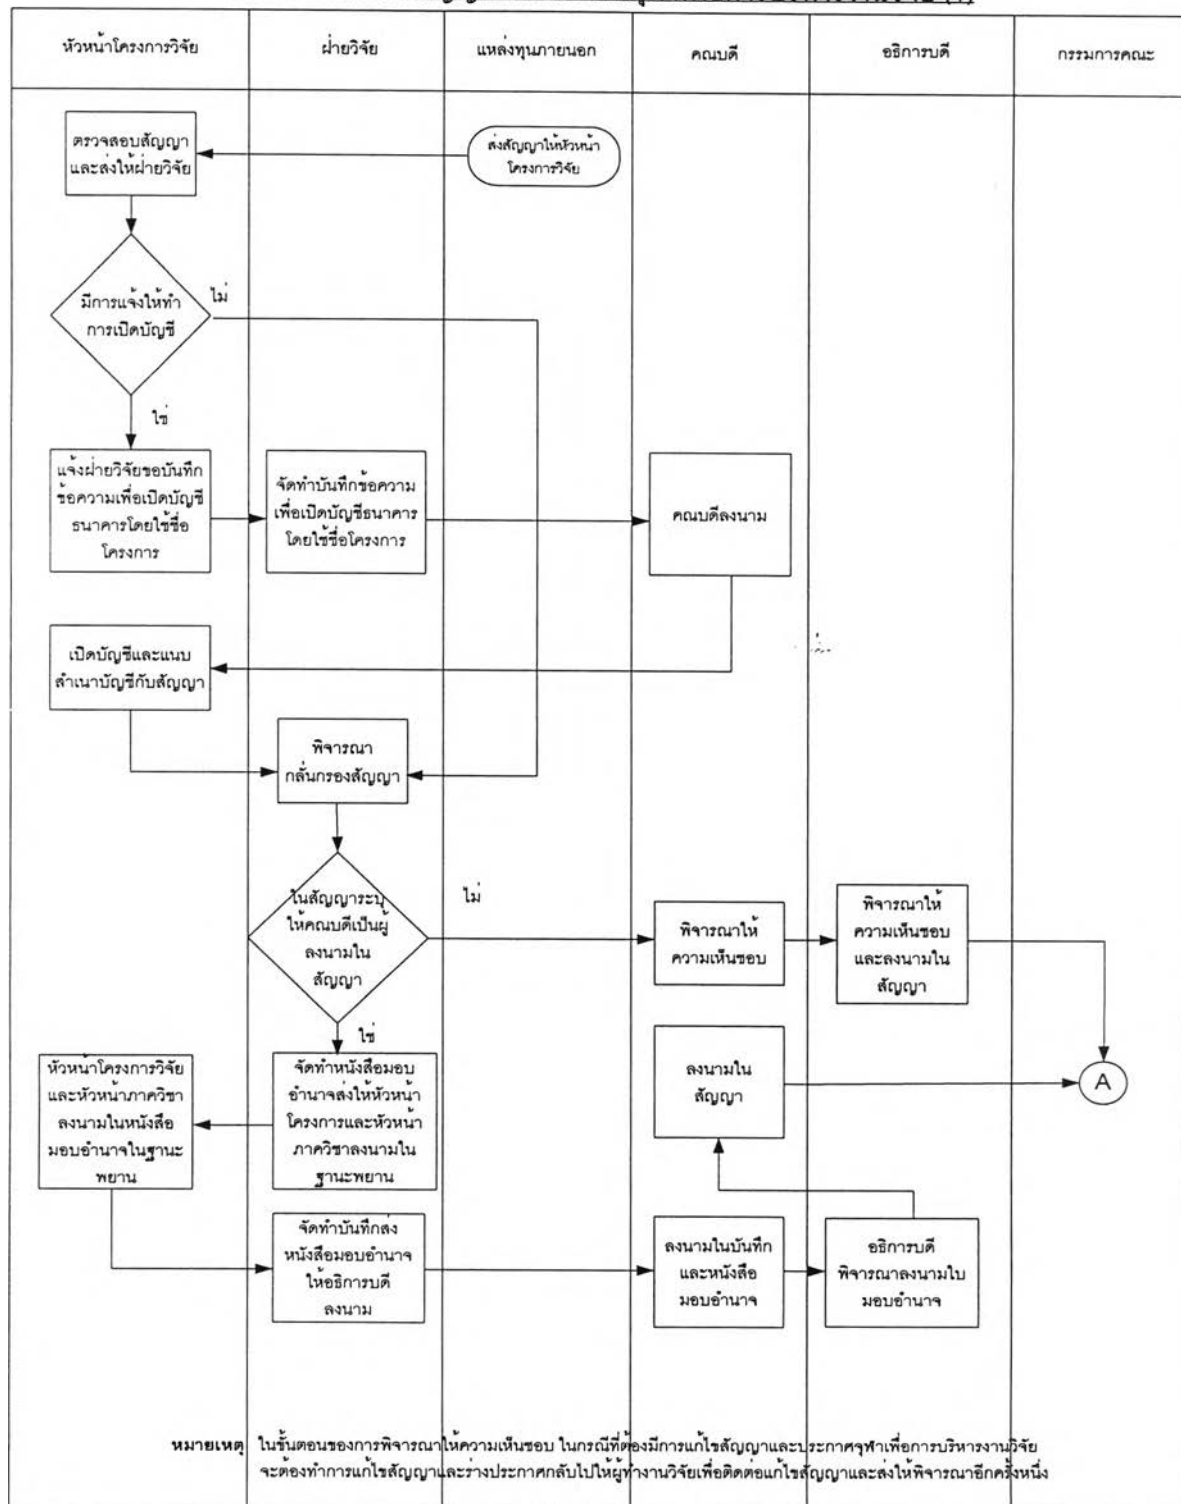 หัวหน้าโครงการวิจัย
ฝ่ายวิจัย
แหล่งทุนภายนอก
คณบดี
อธิการบดี
กรรมการคณะ
ตรวจสอบสัญญา
และส่งให้ฝ่ายวิจัย
ส่งสัญญาให้หัวหน้า
โครงการวิจัย
มีการแจ้งให้ทำ
การเปิดบัญชี
ไม่
ใช่
แจ้งฝ่ายวิจัยขอบันทึก
ข้อความเพื่อเปิดบัญชี
ธนาคารโดยใช้ชื่อ
โครงการ
จัดทำบันทึกข้อความ
เพื่อเปิดบัญชีธนาคาร
โดยใช้ชื่อโครงการ
คณบดีลงนาม
เปิดบัญชีและแนบ
สำเนาบัญชีกับสัญญา
พิจารณา
กลั่นกรองสัญญา
ในสัญญาระบุ
ให้คณบดีเป็นผู้
ลงนามใน
สัญญา
ไม่
ใช่
พิจารณาให้
ความเห็นชอบ
พิจารณาให้
ความเห็นชอบ
และลงนามใน
สัญญา
หัวหน้าโครงการวิจัย
และหัวหน้าภาควิชา
ลงนามในหนังสือ
มอบอำนาจในฐานะ
พยาน
จัดทำหนังสือมอบ
อำนาจส่งให้หัวหน้า
โครงการและหัวหน้า
ภาควิชาลงนามใน
ฐานะพยาน
ลงนามใน
สัญญา
A
จัดทำบันทึกส่ง
หนังสือมอบอำนาจ
ให้อธิการบดี
ลงนาม
ลงนามในบันทึก
และหนังสือ
มอบอำนาจ
อธิการบดี
พิจารณาลงนามใบ
มอบอำนาจ
หมายเหตุ ในขั้นตอนของการพิจารณาให้ความเห็นชอบ ในกรณีที่ต้องมีการแก้ไขสัญญาและประกาศจุฬาเพื่อการบริหารงานวิจัย
จะต้องทำการแก้ไขสัญญาและร่างประกาศกลับไปให้ผู้ทำงานวิจัยเพื่อติดต่อแก้ไขสัญญาและส่งให้พิจารณาอีกครั้งหนึ่ง